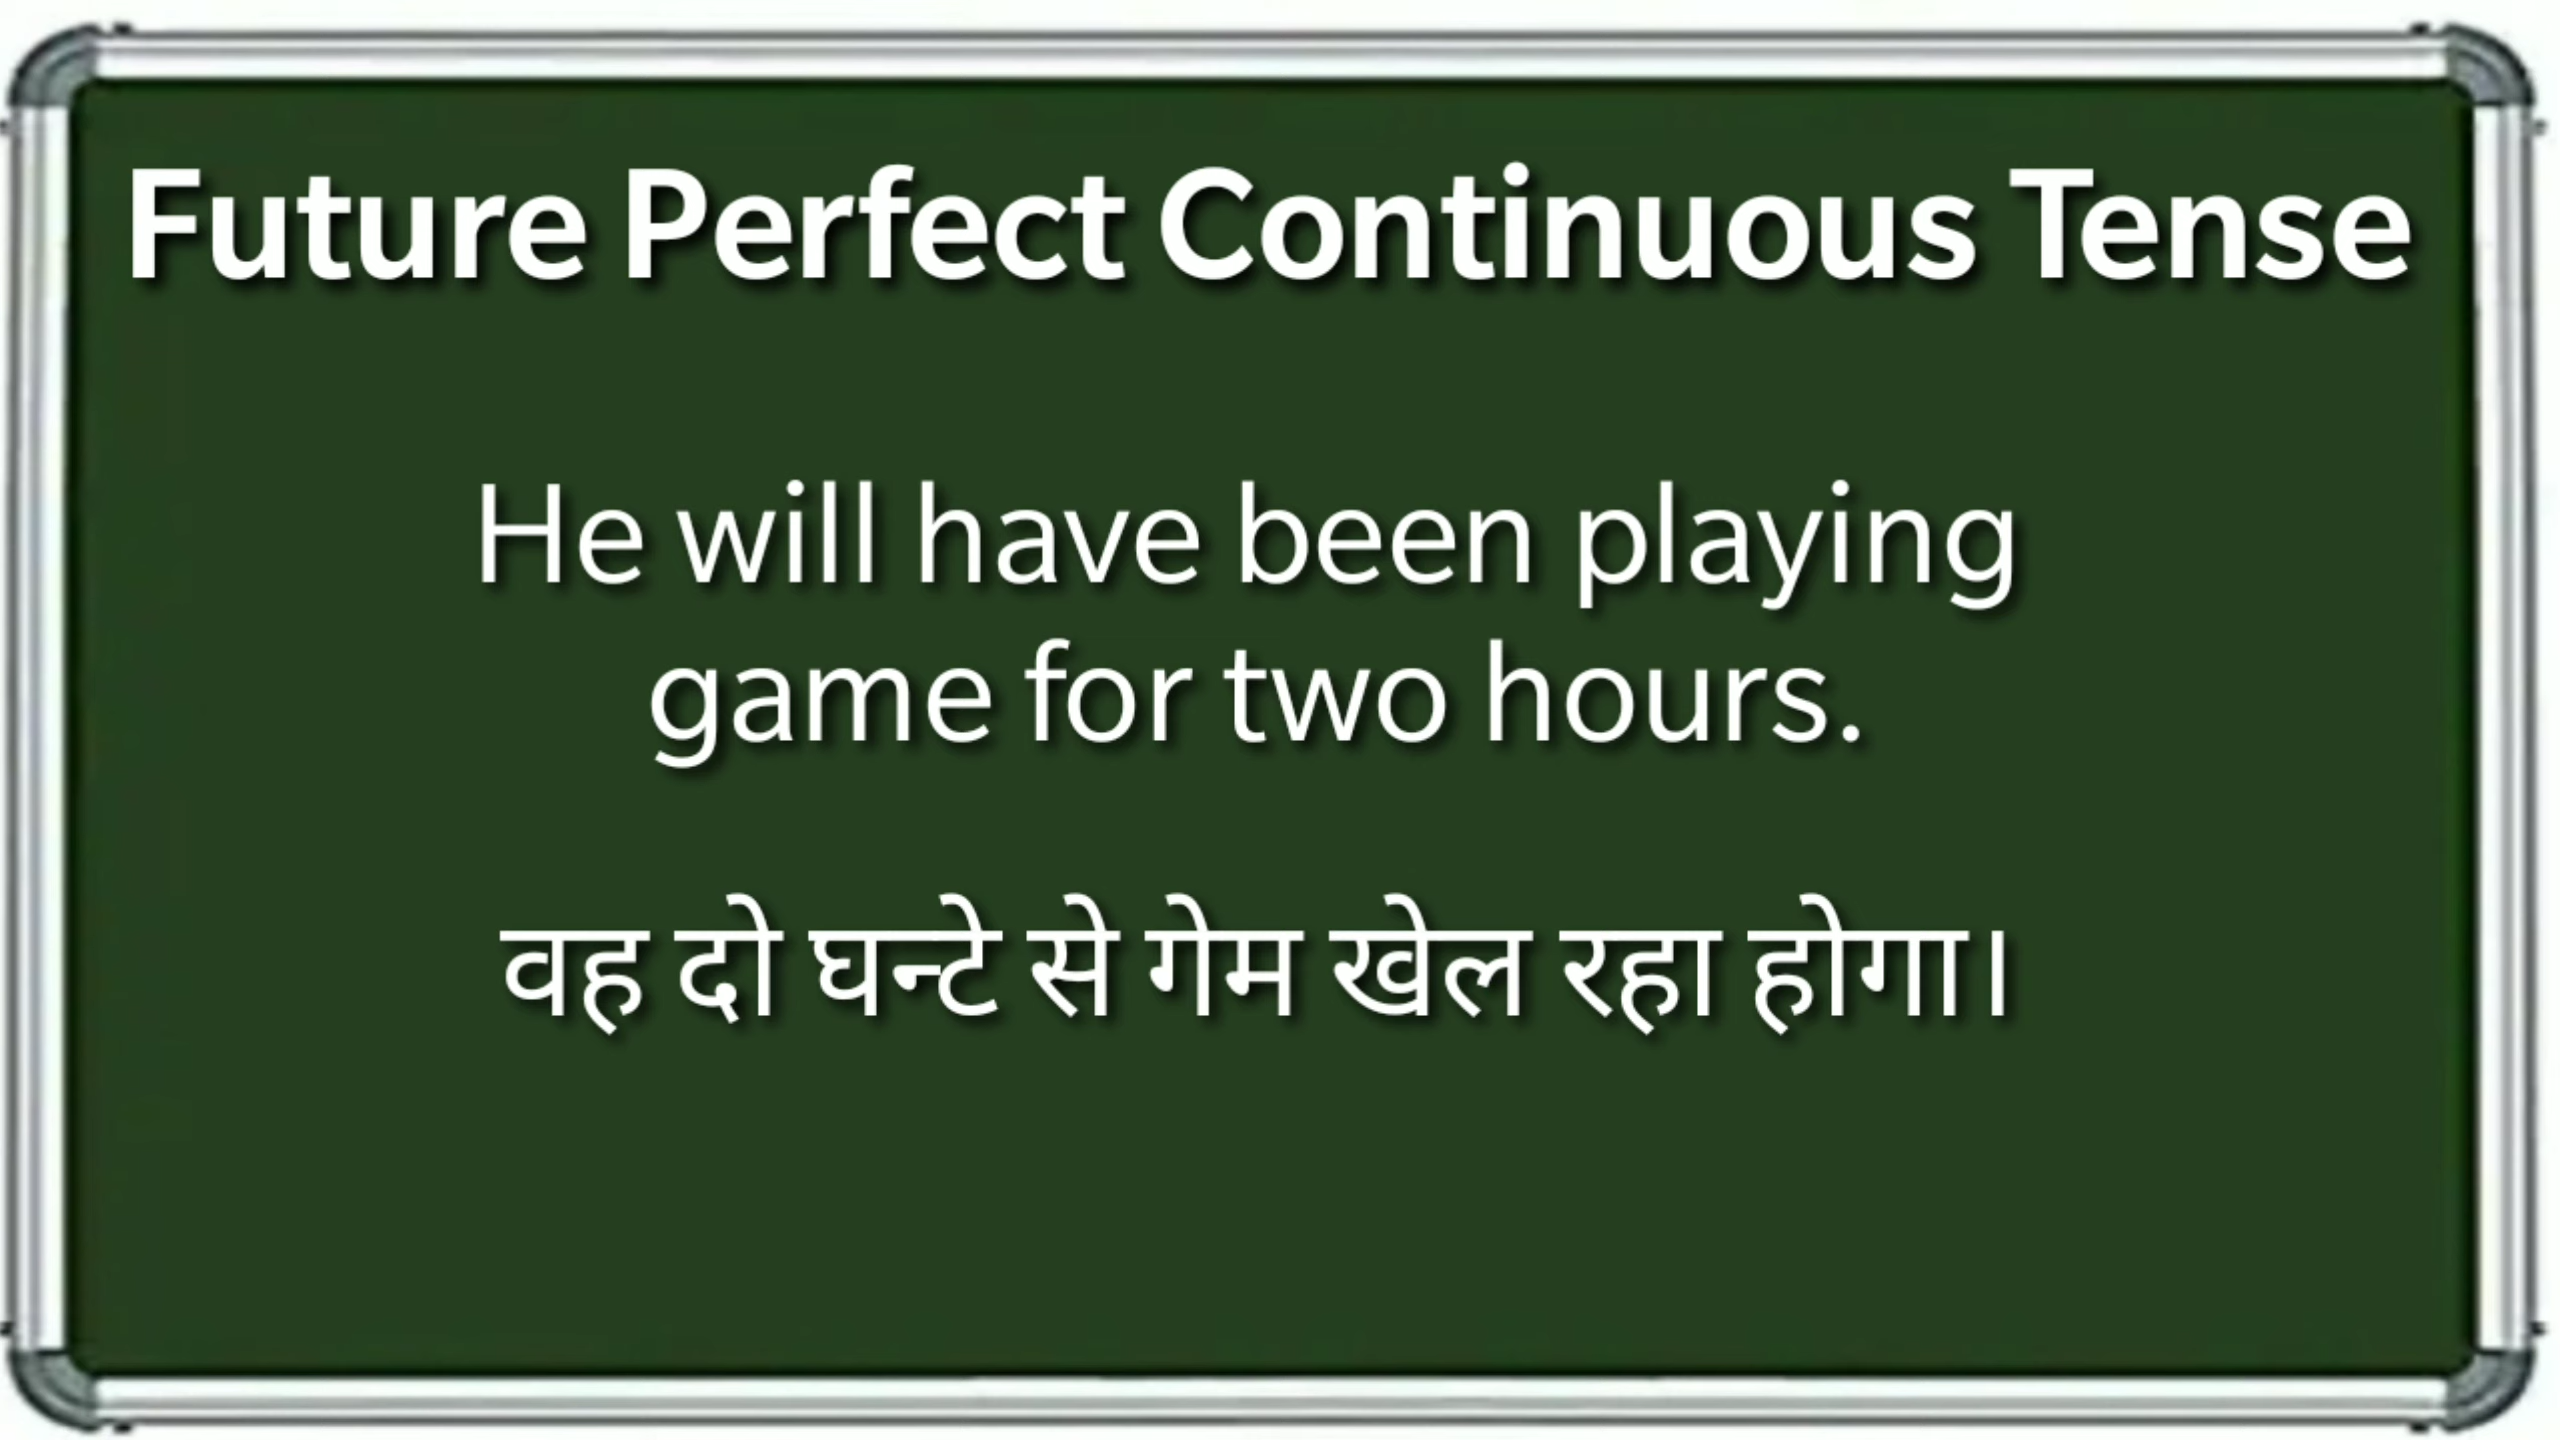 Future Perfect Continuous Tense
He will have been playing
game for two hours.
वह दो घन्टे से गेम खेल रहा होगा।